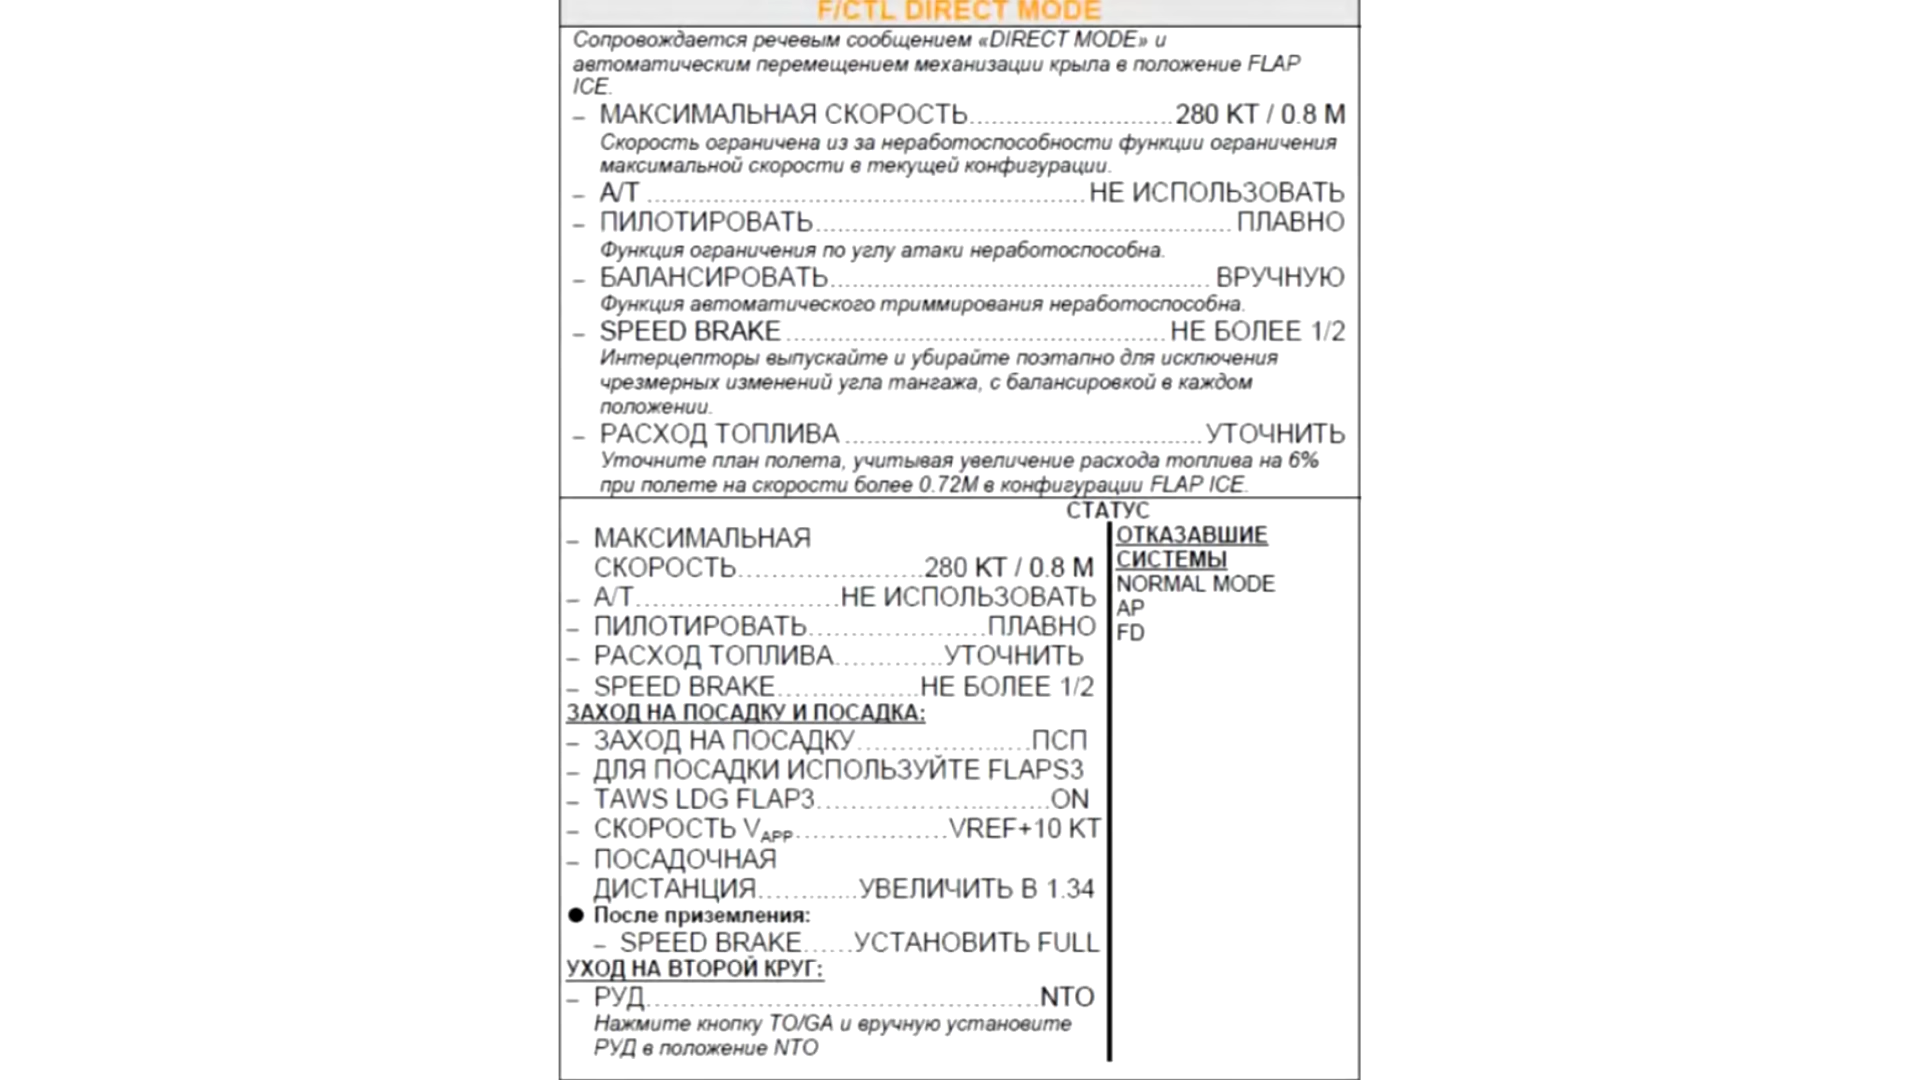 F/CTL DIRECT MODE
Сопровождается речевым сообщением «DIRECT MODE» и
автоматическим перемещением механизации крыла в положение FLAP
ICE.
– МАКСИМАЛЬНАЯ СКОРОСТЬ..........................280 KT / 0.8 M
Скорость ограничена из за неработоспособности функции ограничения
максимальной скорости в текущей конфигурации.
– A/T ........................................................НЕ ИСПОЛЬЗОВАТЬ
– ПИЛОТИРОВАТЬ..................................................... ПЛАВНО
Функция ограничения по углу атаки неработоспособна.
– БАЛАНСИРОВАТЬ................................................ ВРУЧНУЮ
Функция автоматического триммирования неработоспособна.
– SPEED BRAKE ................................................ НЕ БОЛЕЕ 1/2
Интерцепторы выпускайте и убирайте поэтапно для исключения
чрезмерных изменений угла тангажа, с балансировкой в каждом
положении.
– РАСХОД ТОПЛИВА ..............................................УТОЧНИТЬ
Уточните план полета, учитывая увеличение расхода топлива на 6%
при полете на скорости более 0.72М в конфигурации FLAP ICE.
СТАТУС
– МАКСИМАЛЬНАЯ
СКОРОСТЬ........................280 KT / 0.8 M
– A/T..........................НЕ ИСПОЛЬЗОВАТЬ
– ПИЛОТИРОВАТЬ.......................ПЛАВНО
– РАСХОД ТОПЛИВА..............УТОЧНИТЬ
– SPEED BRAKE..................НЕ БОЛЕЕ 1/2
ЗАХОД НА ПОСАДКУ И ПОСАДКА:
– ЗАХОД НА ПОСАДКУ......................ПСП
– ДЛЯ ПОСАДКИ ИСПОЛЬЗУЙТЕ FLAPS3
– TAWS LDG FLAP3..............................ON
– СКОРОСТЬ VAPP...................VREF+10 KT
– ПОСАДОЧНАЯ
ДИСТАНЦИЯ.............УВЕЛИЧИТЬ В 1.34
● После приземления:
– SPEED BRAKE......УСТАНОВИТЬ FULL
УХОД НА ВТОРОЙ КРУГ:
– РУД..................................................NTO
Нажмите кнопку TO/GA и вручную установите
РУД в положение NTO
ОТКАЗАВШИЕ
СИСТЕМЫ
NORMAL MODE
AP
FD